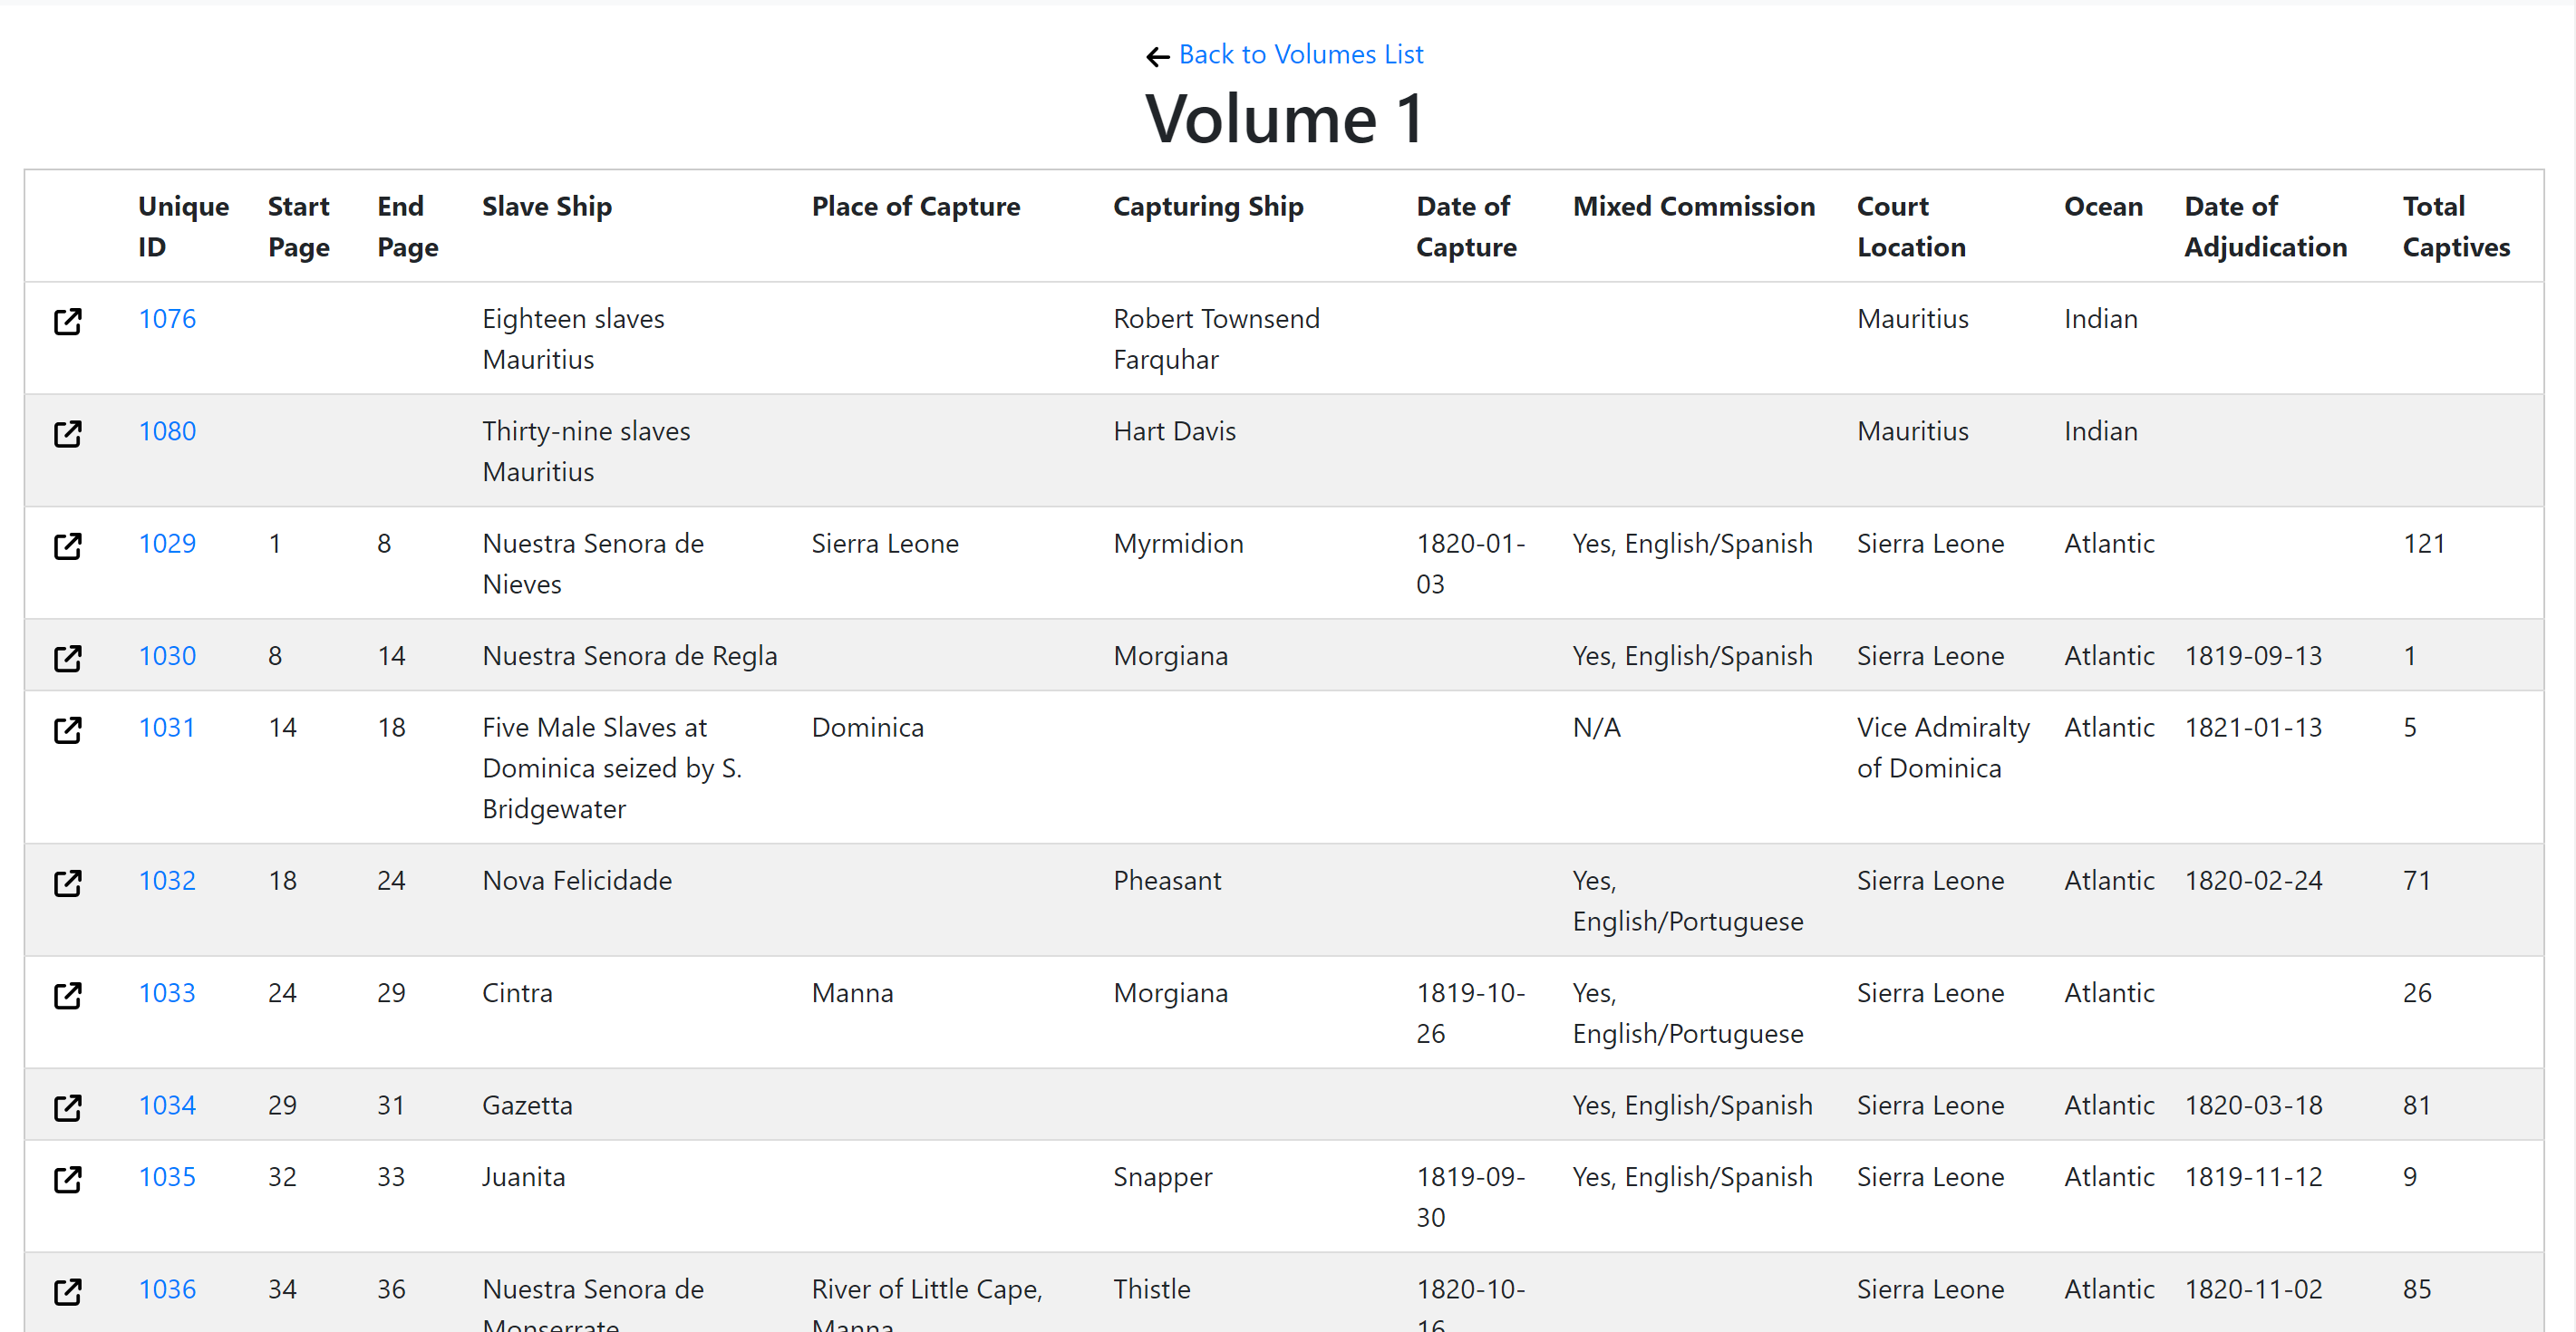 Back to Volumes List
Volume 1
Unique ID Start Page End Page Slave Ship Place of Capture Capturing Ship Date of Capture Mixed Commission Court Location Ocean Date of Adjudication Total Captives
1076 Eighteen slaves Mauritius Robert Townsend Farquhar Mauritius Indian
1080 Thirty-nine slaves Mauritius Hart Davis Mauritius Indian
1029 1 8 Nuestra Senora de Nieves Sierra Leone Myrmidion 1820-01-03 Yes, English/Spanish Sierra Leone Atlantic 121
1030 8 14 Nuestra Senora de Regla Morgiana Yes, English/Spanish Sierra Leone Atlantic 1819-09-13 1
1031 14 18 Five Male Slaves at Dominica seized by S. Bridgewater Dominica N/A Vice Admiralty of Dominica Atlantic 1821-01-13 5
1032 18 24 Nova Felicidade Pheasant Yes, English/Portuguese Sierra Leone Atlantic 1820-02-24 71
1033 24 29 Cintra Manna Morgiana 1819-10-26 Yes, English/Portuguese Sierra Leone Atlantic 26
1034 29 31 Gazetta Yes, English/Spanish Sierra Leone Atlantic 1820-03-18 81
1035 32 33 Juanita Snapper 1819-09-30 Yes, English/Spanish Sierra Leone Atlantic 1819-11-12 9
1036 34 36 Nuestra Senora de Monserrate River of Little Cape, Manna Thistle 1820-10-16 Sierra Leone Atlantic 1820-11-02 85